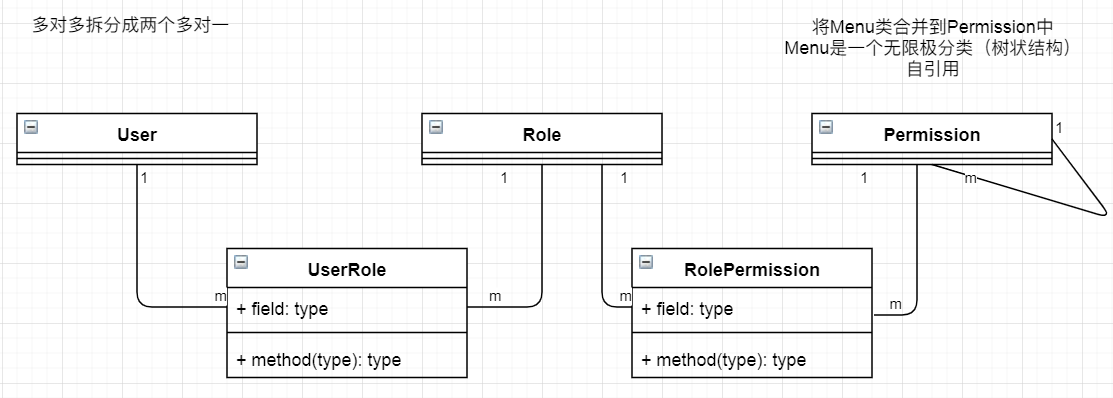 多对多拆分成两个多对一
将Menu类合并到Permission中
Menu是一个无限极分类（树状结构）
自引用
User
Role
Permission
1
1
1
1
1
m
UserRole
+ field: type
+ method(type): type
m
m
RolePermission
+ field: type
+ method(type): type
m
m